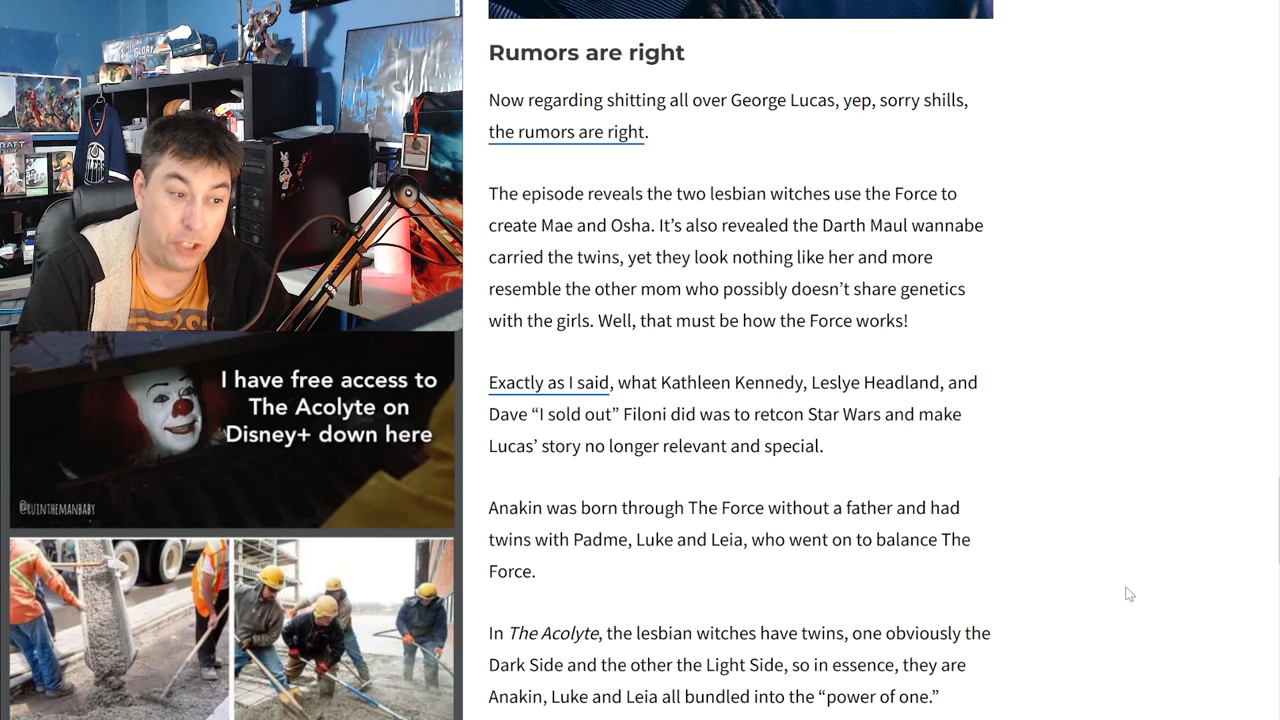 GLORY
RAFT
Rumors are right
Now regarding shitting all over George Lucas, yep, sorry shills,
the rumors are right.
The episode reveals the two lesbian witches use the Force to
create Mae and Osha. It’s also revealed the Darth Maul wannabe
carried the twins, yet they look nothing like her and more
resemble the other mom who possibly doesn’t share genetics
with the girls. Well, that must be how the Force works!
Exactly as I said, what Kathleen Kennedy, Leslye Headland, and
Dave “I sold out” Filoni did was to retcon Star Wars and make
Lucas’ story no longer relevant and special.
Anakin was born through The Force without a father and had
twins with Padme, Luke and Leia, who went on to balance The
Force.
In The Acolyte, the lesbian witches have twins, one obviously the
Dark Side and the other the Light Side, so in essence, they are
Anakin, Luke and Leia all bundled into the “power of one.”
I have free access to
The Acolyte on
Disney+ down here
@RUINTHEMANBABY